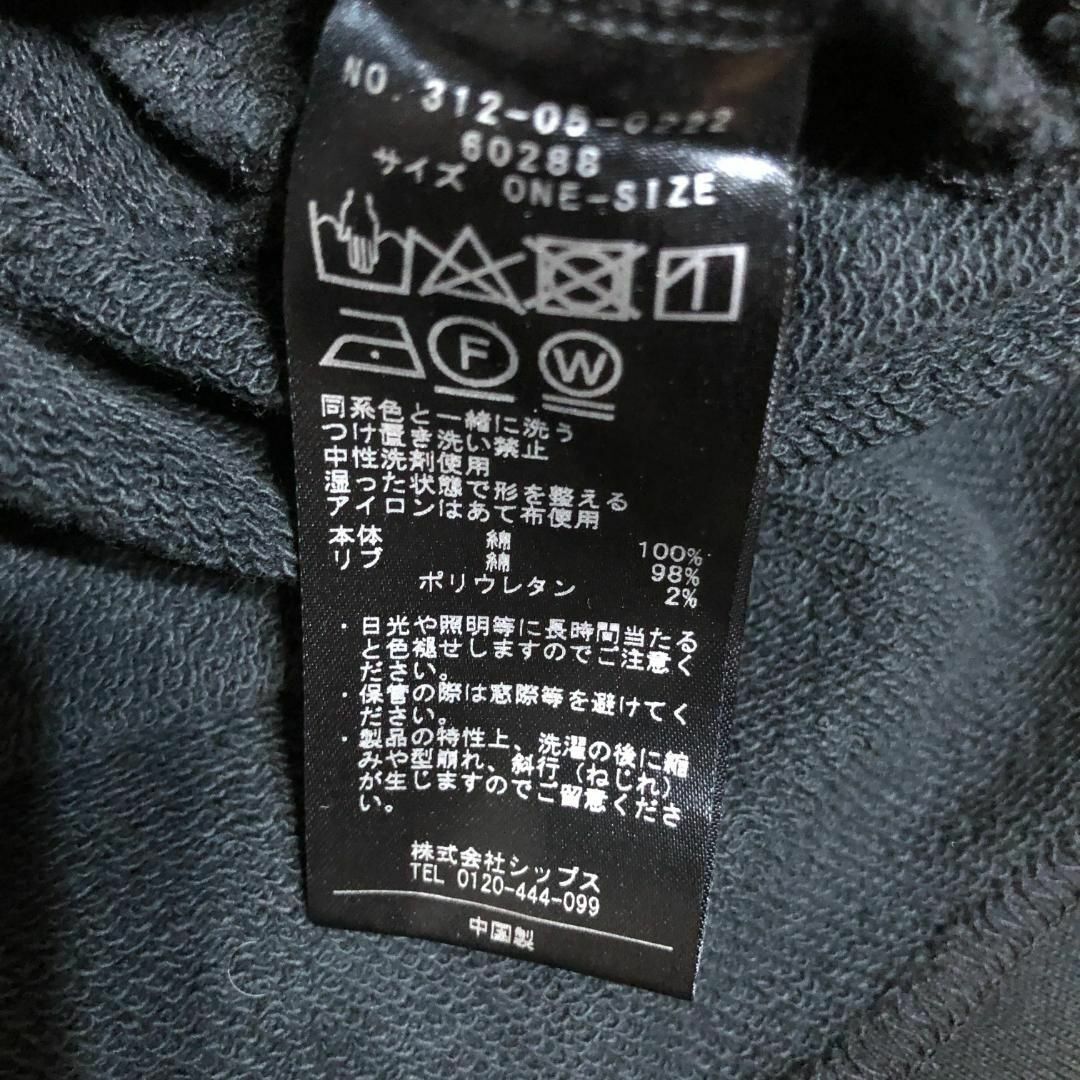 NO. 312-05-0222
60288
サイズ ONE-SIZE
F W
同系色と一緒に洗う
つけ置き洗い禁止
中性洗剤使用
湿った状態で形を整える
アイロンはあて布使用
本体 綿 100%
リブ 綿 98%
ポリウレタン 2%
・日光や照明等に長時間当たる
と色褪せしますのでご注意く
ださい。
・保管の際は窓際等を避けてく
ださい。
・製品の特性上、洗濯の後に縮
みや型崩れ、斜行(ねじれ)
が生じますのでご留意くださ
い。
株式会社シップス
TEL 0120-444-099
中国製